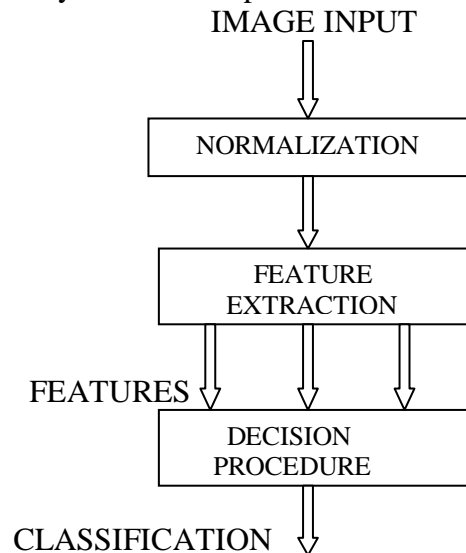 IMAGE INPUT
NORMALIZATION
FEATURE
EXTRACTION
FEATURES
DECISION
PROCEDURE
CLASSIFICATION